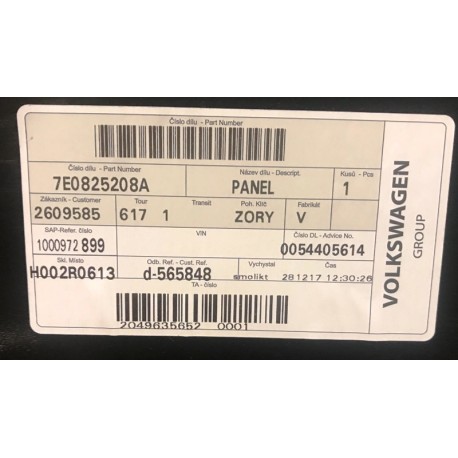 Číslo dílu - Part Number
Číslo dílu - Part Number Název dílu - Descript. Kusů - Pcs
7E0825208A PANEL 1
Zákazník - Customer Tour Transit Poh. Klíč Fabrikát
2609585 617 1 ZORY V
SAP-Refer. číslo VIN Číslo DL - Advice No.
1000972 899 0054405614
Skl. Místo Odb. Ref. - Cust. Ref. Vychystal Čas
H002R0613 d-565848 smolikt 281217 12:30:26
TA - číslo
2049635652 0001
VOLKSWAGEN
GROUP